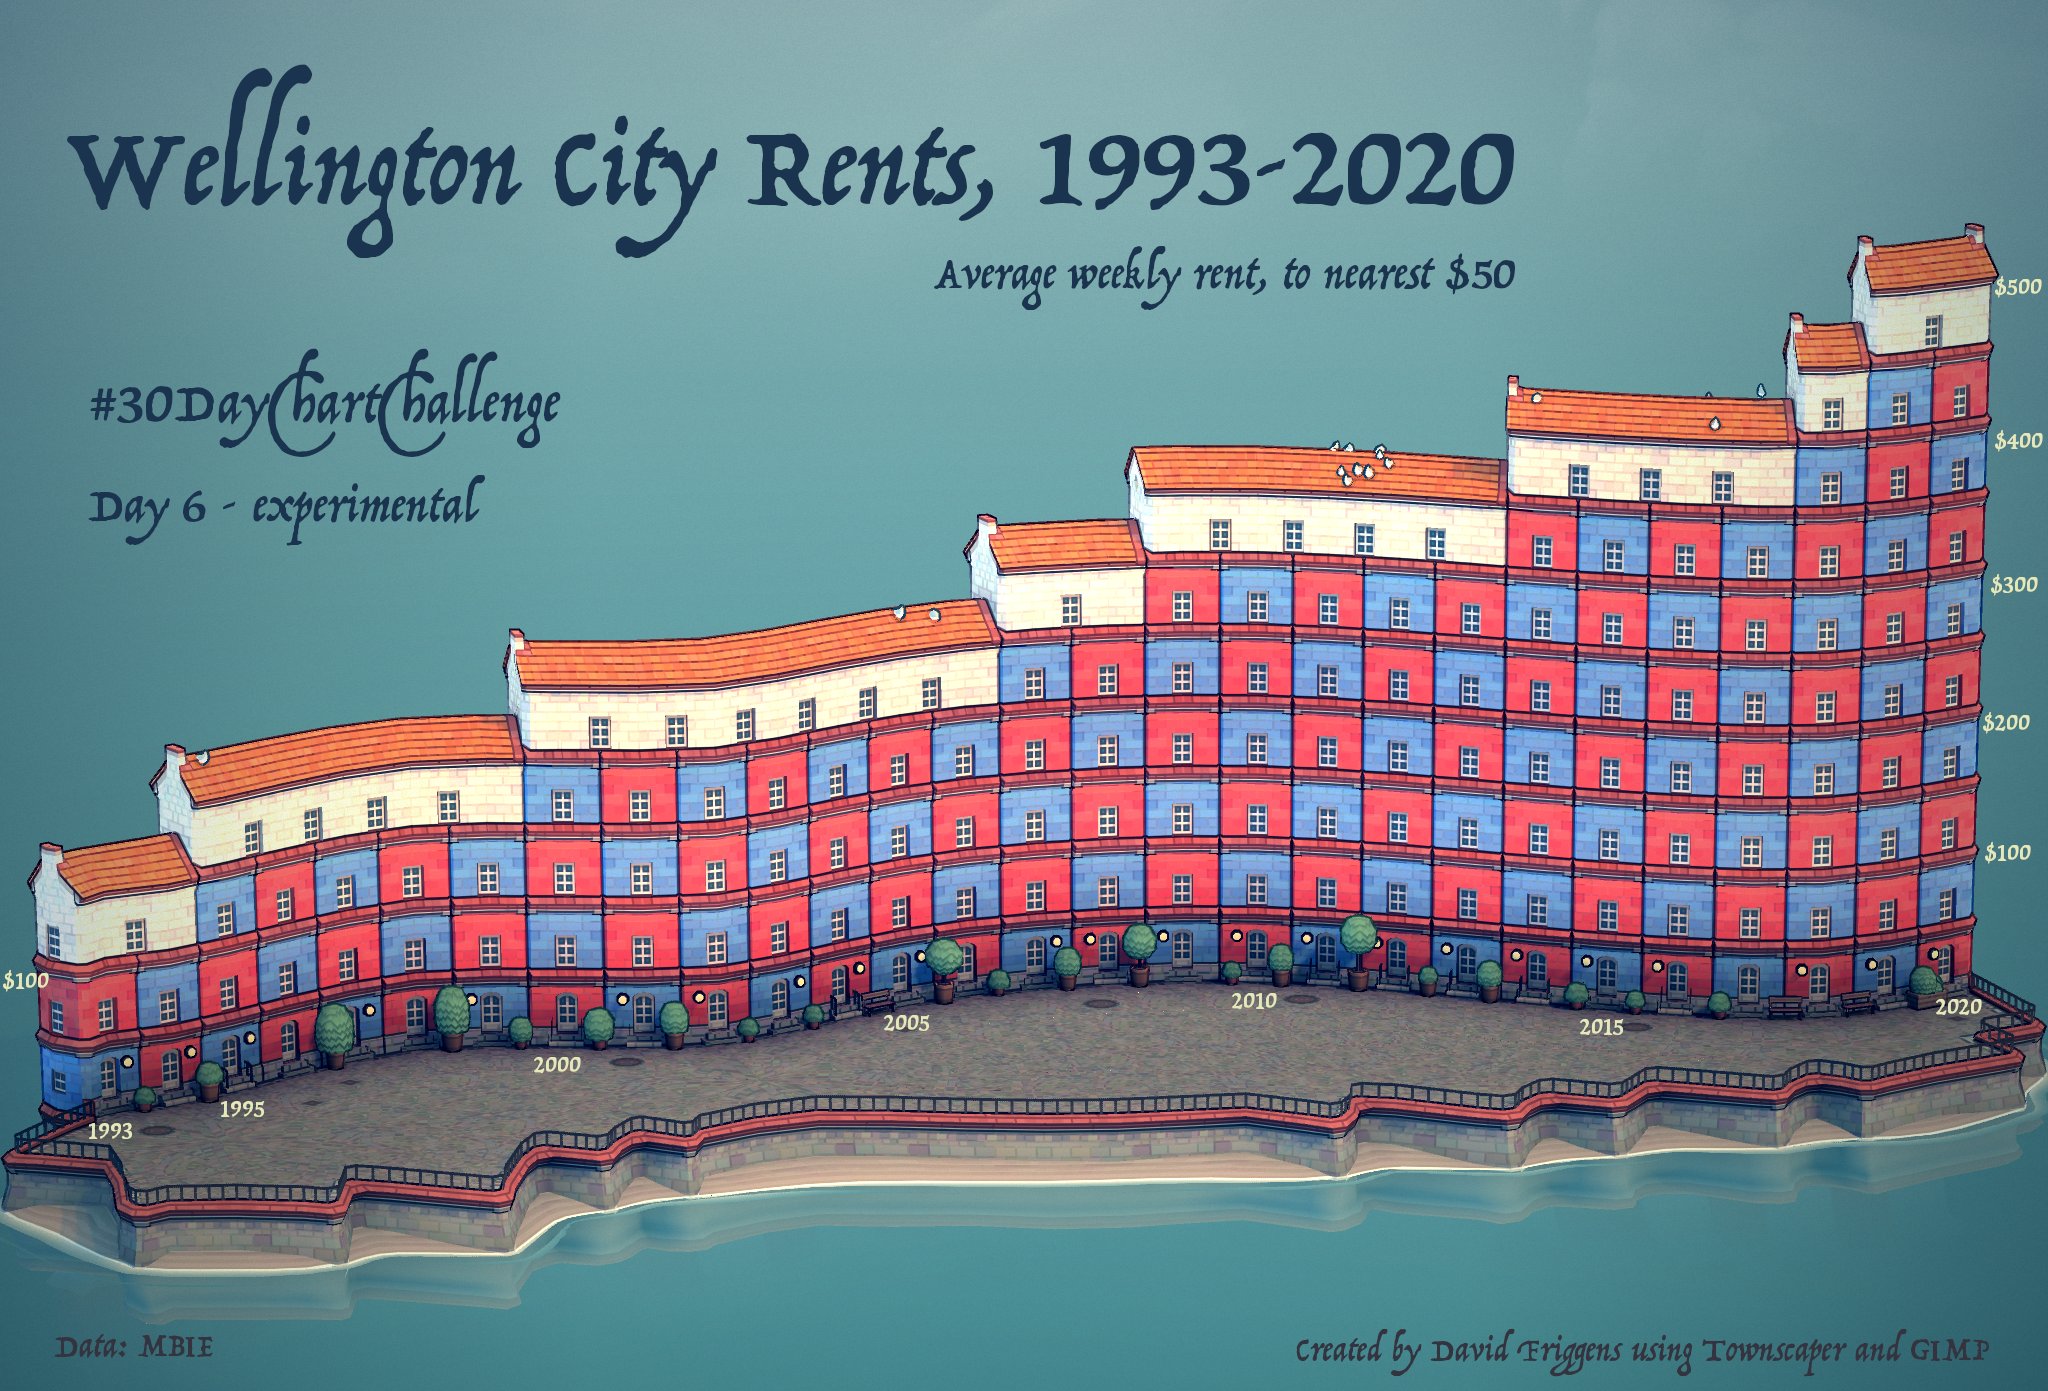 Wellington City Rents, 1993-2020
Average weekly rent, to nearest $50
#30DayChartChallenge
Day 6 - experimental
$500
$400
$300
$200
$100
$100
1993
1995
2000
2005
2010
2015
2020
Data: MBIE
Created by David Friggens using Townscaper and GIMP